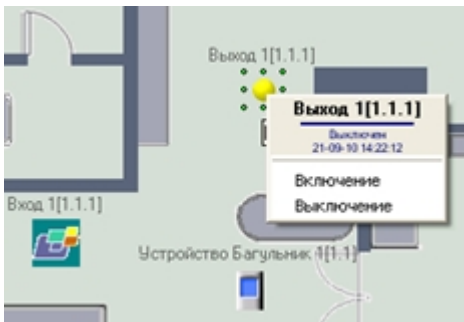 Выход 1[1.1.1]
Выход 1[1.1.1]
Выключен
21-09-10 14:22:12
Включение
Выключение
Вход 1[1.1.1]
Устройство Багульник 1[1.1]